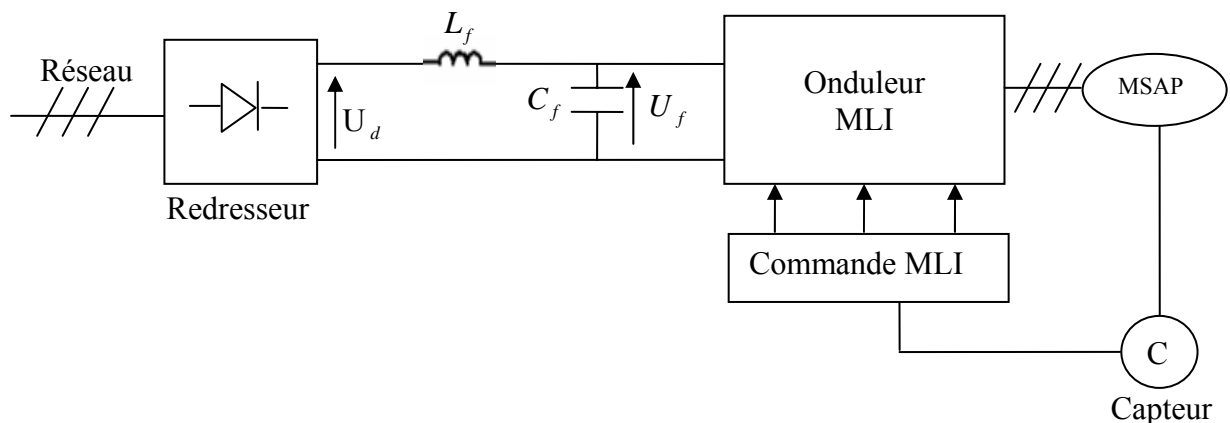 Réseau
U_d
Redresseur
L_f
C_f
U_f
Onduleur
MLI
MSAP
Commande MLI
C
Capteur